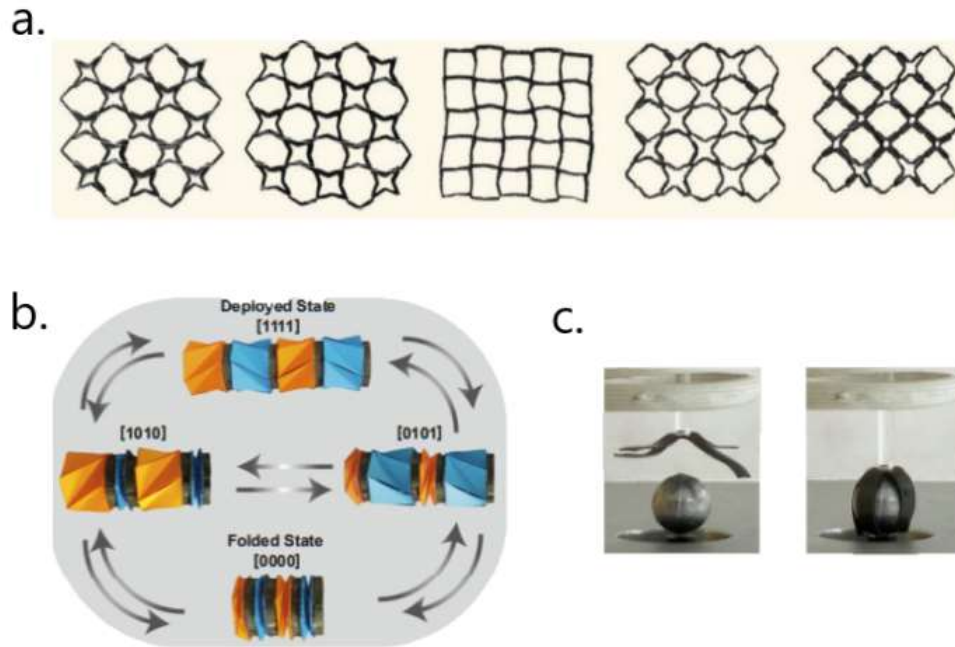 a.
b.
Deployed State
[1111]
[1010]
[0101]
Folded State
[0000]
c.